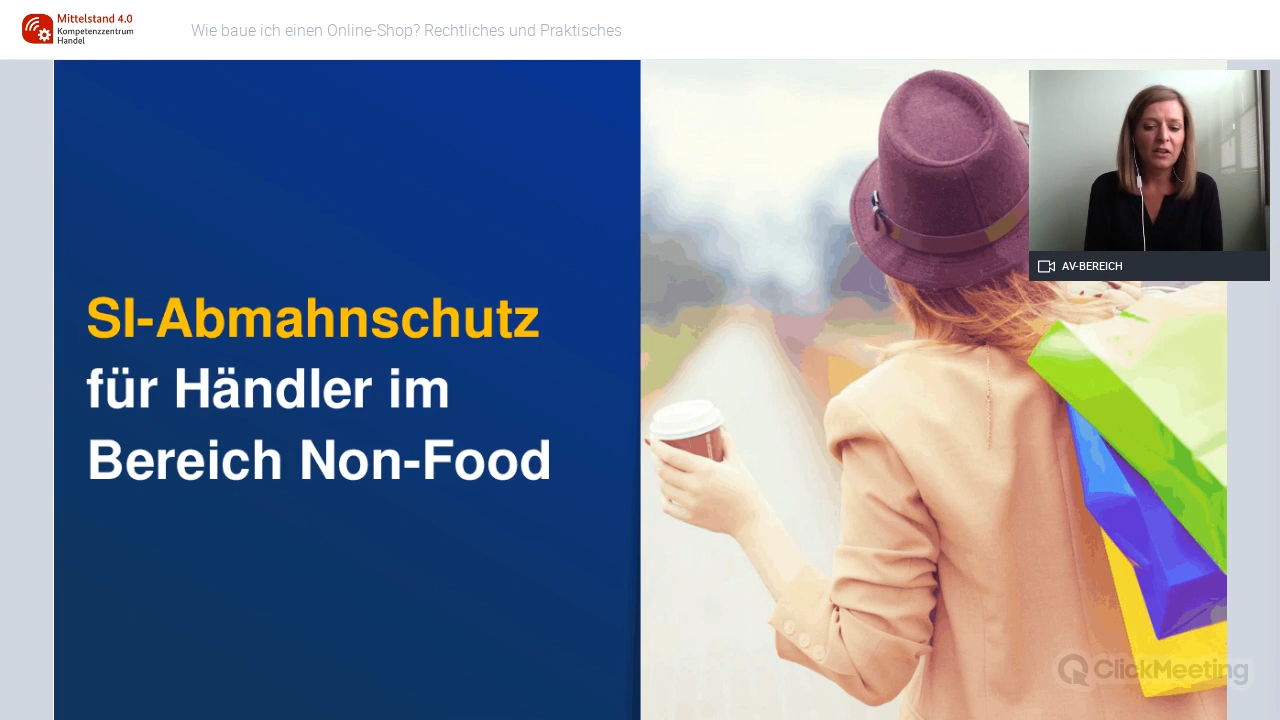 Mittelstand 4.0
Kompetenzzentrum
Handel
Wie baue ich einen Online-Shop? Rechtliches und Praktisches
AV-BEREICH
SI-Abmahnschutz
für Händler im
Bereich Non-Food
ClickMeeting